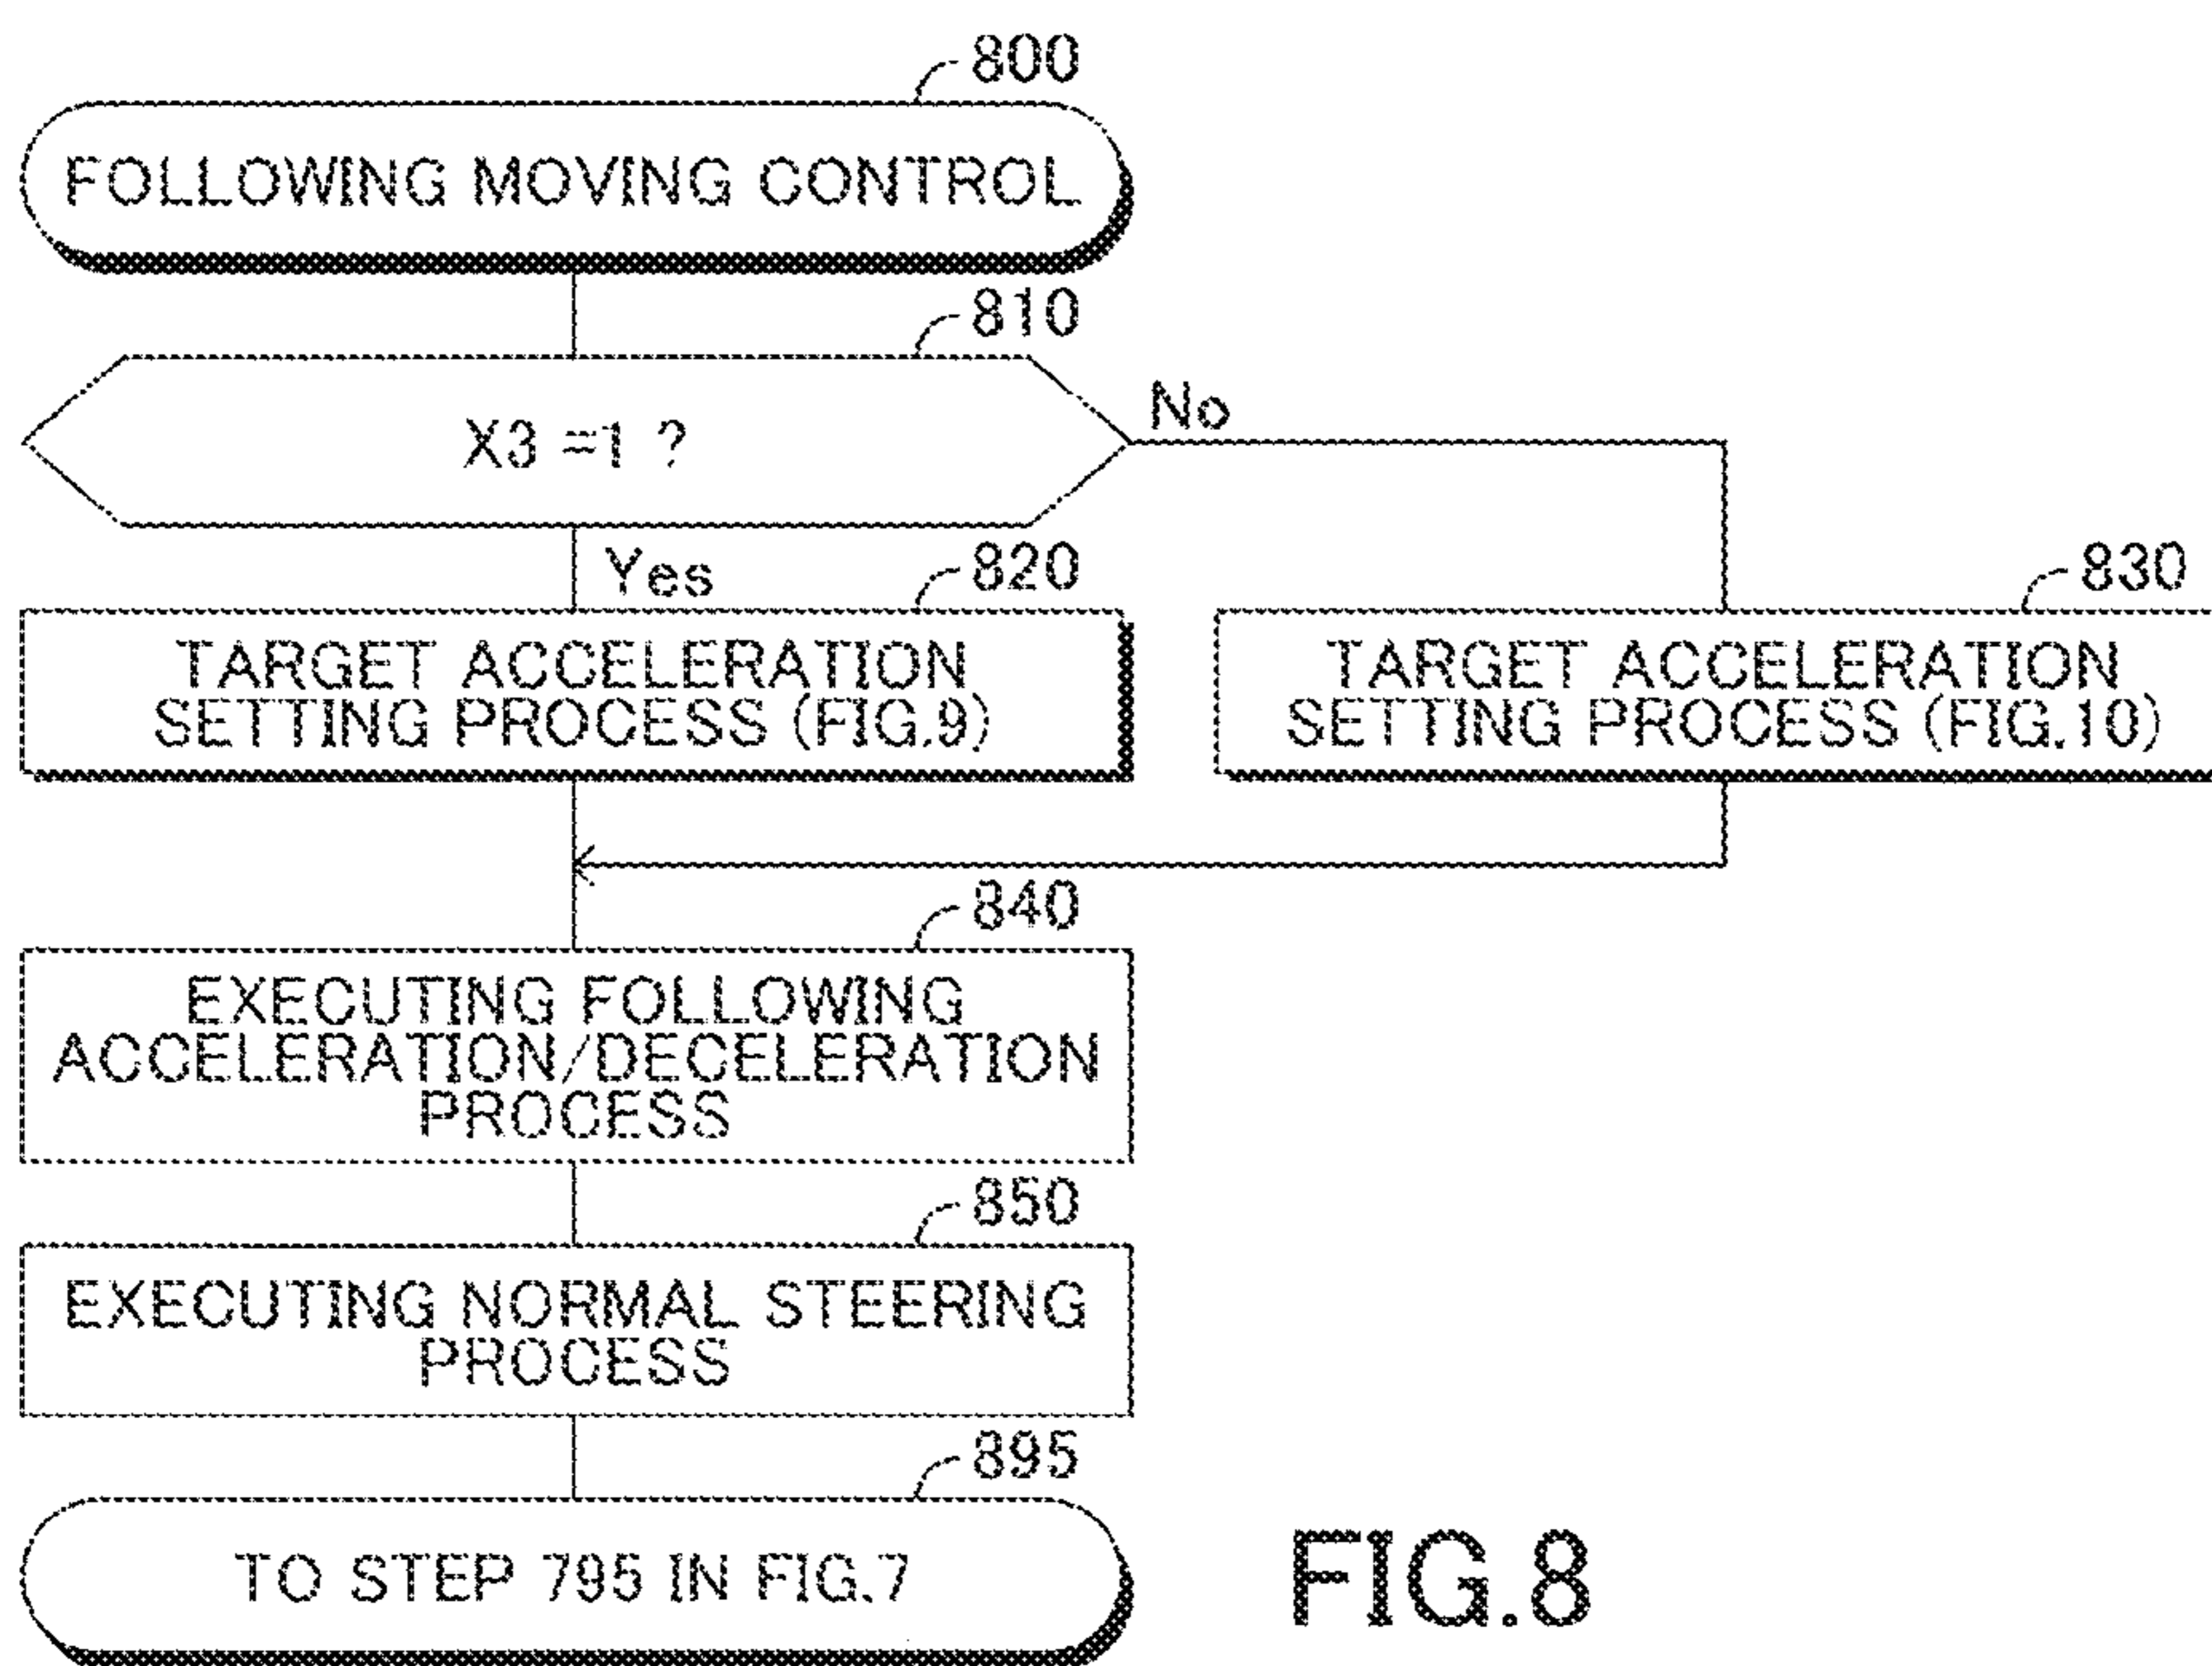 800
FOLLOWING MOVING CONTROL
810
X3 =1 ?
No
Yes
820
TARGET ACCELERATION
SETTING PROCESS (FIG.9)
830
TARGET ACCELERATION
SETTING PROCESS (FIG.10)
840
EXECUTING FOLLOWING
ACCELERATION/DECELERATION
PROCESS
850
EXECUTING NORMAL STEERING
PROCESS
895
TO STEP 795 IN FIG.7
FIG.8